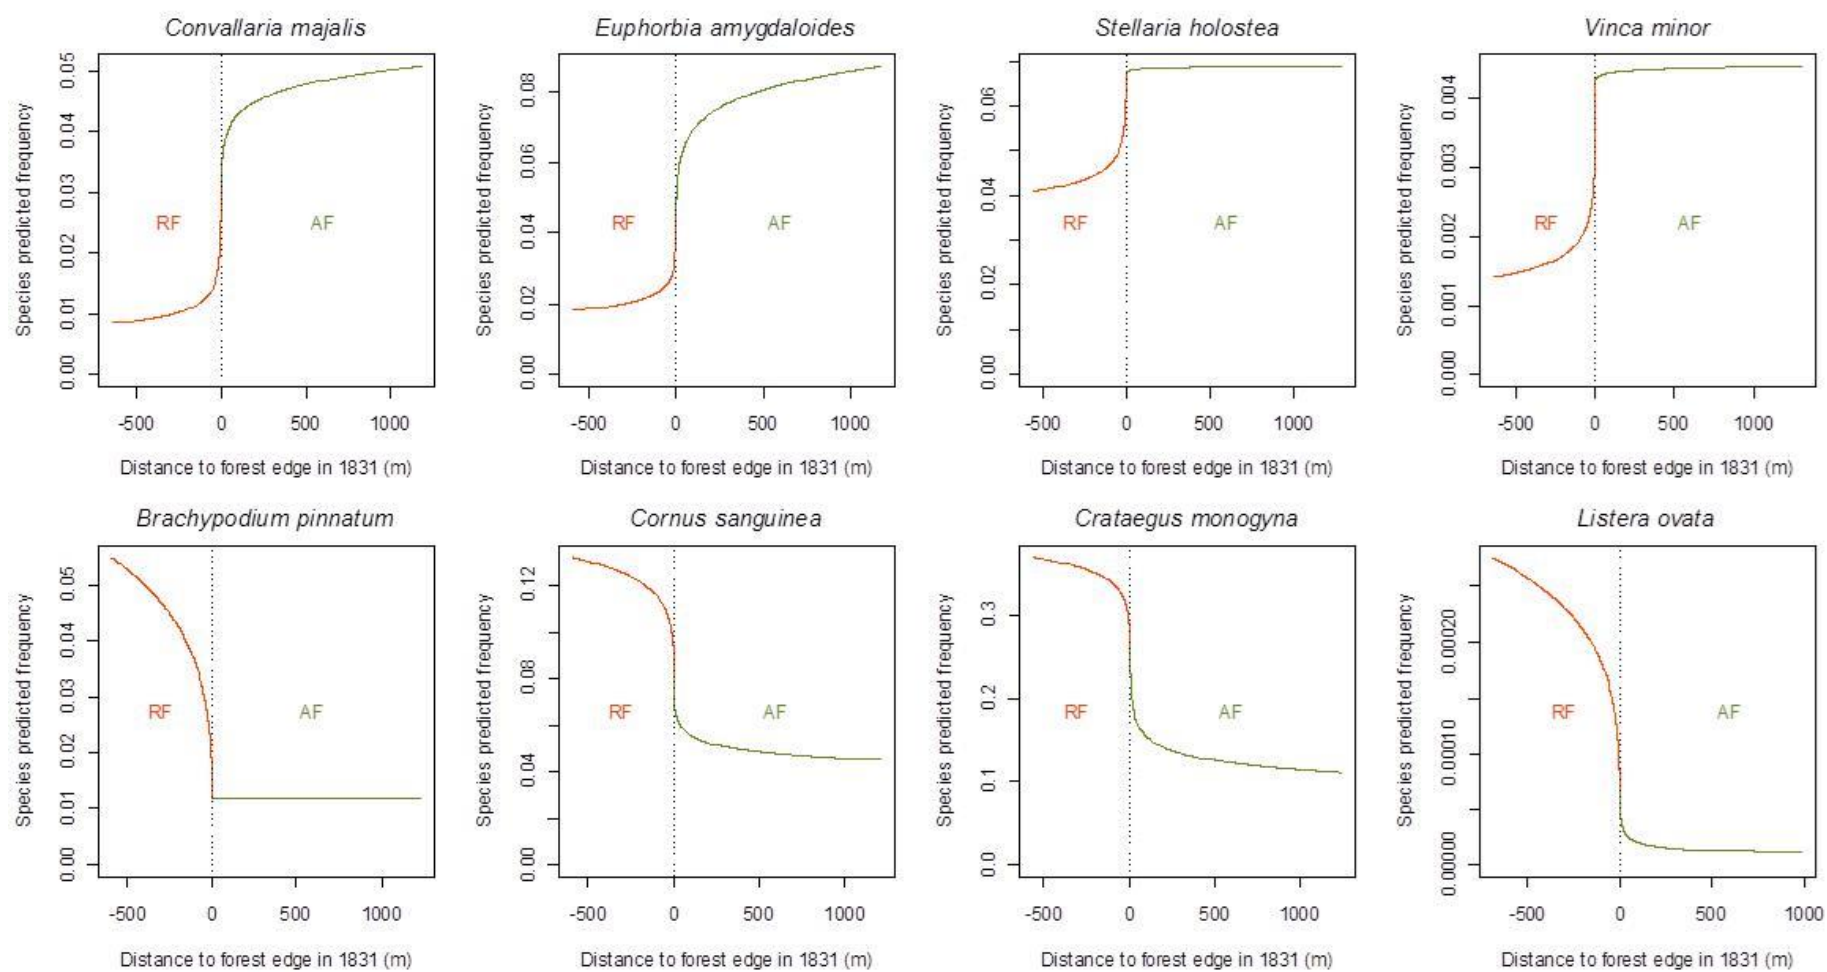 Convallaria majalis
Euphorbia amygdaloides
Stellaria holostea
Vinca minor
Species predicted frequency
0.00 0.01 0.02 0.03 0.04 0.05
RF
AF
-500 0 500 1000
Distance to forest edge in 1831 (m)
Species predicted frequency
0.00 0.02 0.04 0.06 0.08
RF
AF
-500 0 500 1000
Distance to forest edge in 1831 (m)
Species predicted frequency
0.00 0.02 0.04 0.06
RF
AF
-500 0 500 1000
Distance to forest edge in 1831 (m)
Species predicted frequency
0.000 0.001 0.002 0.003 0.004
RF
AF
-500 0 500 1000
Distance to forest edge in 1831 (m)
Brachypodium pinnatum
Cornus sanguinea
Crataegus monogyna
Listera ovata
Species predicted frequency
0.00 0.01 0.02 0.03 0.04 0.05
RF
AF
-500 0 500 1000
Distance to forest edge in 1831 (m)
Species predicted frequency
0.00 0.04 0.08 0.12
RF
AF
-500 0 500 1000
Distance to forest edge in 1831 (m)
Species predicted frequency
0.0 0.1 0.2 0.3
RF
AF
-500 0 500 1000
Distance to forest edge in 1831 (m)
Species predicted frequency
0.00000 0.00010 0.00020
RF
AF
-500 0 500 1000
Distance to forest edge in 1831 (m)